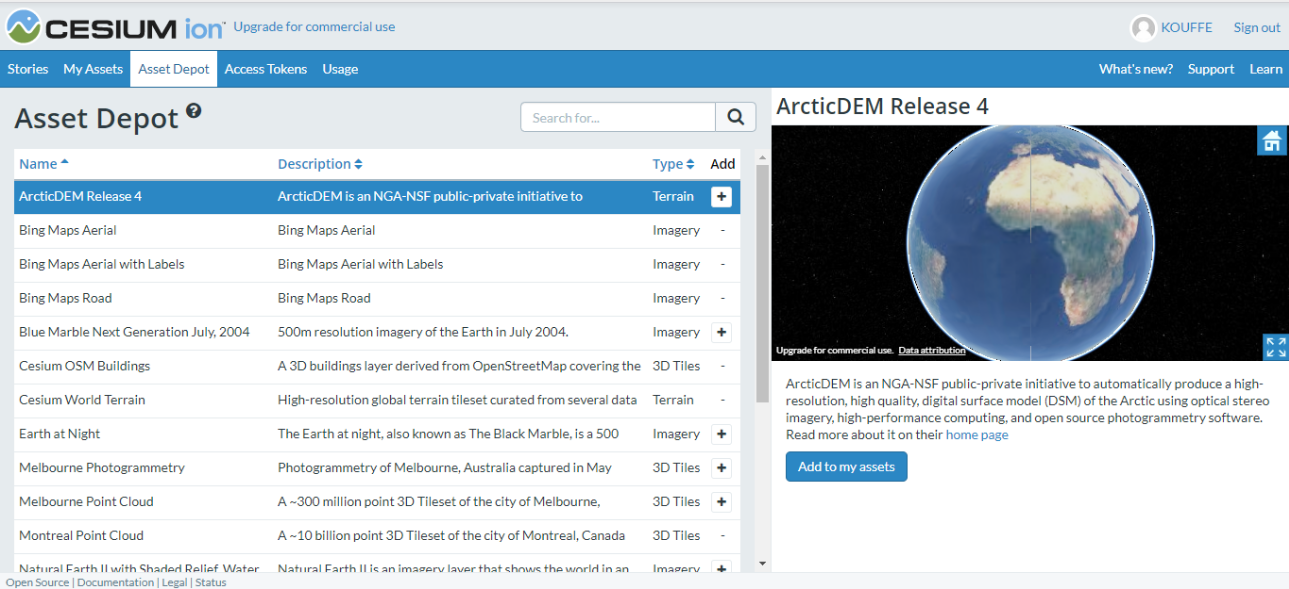 CESIUM ion™ Upgrade for commercial use KOUFFE Sign out
Stories My Assets Asset Depot Access Tokens Usage What's new? Support Learn
Asset Depot ?
Search for...
Name Description Type Add
ArcticDEM Release 4 ArcticDEM is an NGA-NSF public-private initiative to Terrain +
Bing Maps Aerial Bing Maps Aerial Imagery -
Bing Maps Aerial with Labels Bing Maps Aerial with Labels Imagery -
Bing Maps Road Bing Maps Road Imagery -
Blue Marble Next Generation July, 2004 500m resolution imagery of the Earth in July 2004. Imagery +
Cesium OSM Buildings A 3D buildings layer derived from OpenStreetMap covering the 3D Tiles -
Cesium World Terrain High-resolution global terrain tileset curated from several data Terrain -
Earth at Night The Earth at night, also known as The Black Marble, is a 500 Imagery +
Melbourne Photogrammetry Photogrammetry of Melbourne, Australia captured in May 3D Tiles +
Melbourne Point Cloud A ~300 million point 3D Tileset of the city of Melbourne, 3D Tiles +
Montreal Point Cloud A ~10 billion point 3D Tileset of the city of Montreal, Canada 3D Tiles -
Natural Earth II with Shaded Relief, Water Natural Earth II is an imagery layer that shows the world in an Imagery +
ArcticDEM Release 4
Upgrade for commercial use. Data attribution
ArcticDEM is an NGA-NSF public-private initiative to automatically produce a high-
resolution, high quality, digital surface model (DSM) of the Arctic using optical stereo
imagery, high-performance computing, and open source photogrammetry software.
Read more about it on their home page
Add to my assets
Open Source | Documentation | Legal | Status